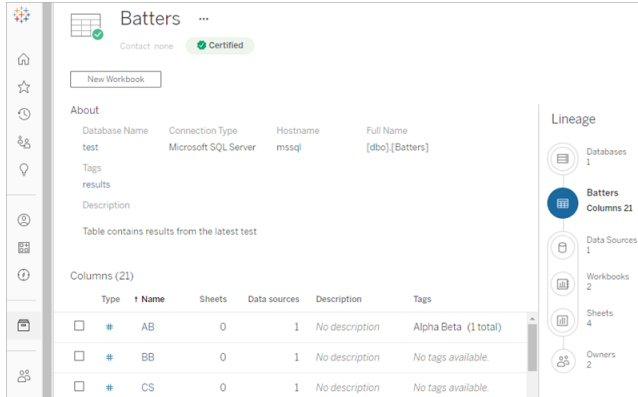 Batters ...
Contact none Certified
New Workbook
About
Database Name Connection Type Hostname Full Name
test Microsoft SQL Server mssql [dbo].[Batters]
Tags
results
Description
Table contains results from the latest test
Columns (21)
Type ↑ Name Sheets Data sources Description Tags
# AB 0 1 No description Alpha Beta (1 total)
# BB 0 1 No description No tags available.
# CS 0 1 No description No tags available.
Lineage
Databases
1
Batters
Columns 21
Data Sources
1
Workbooks
2
Sheets
4
Owners
2